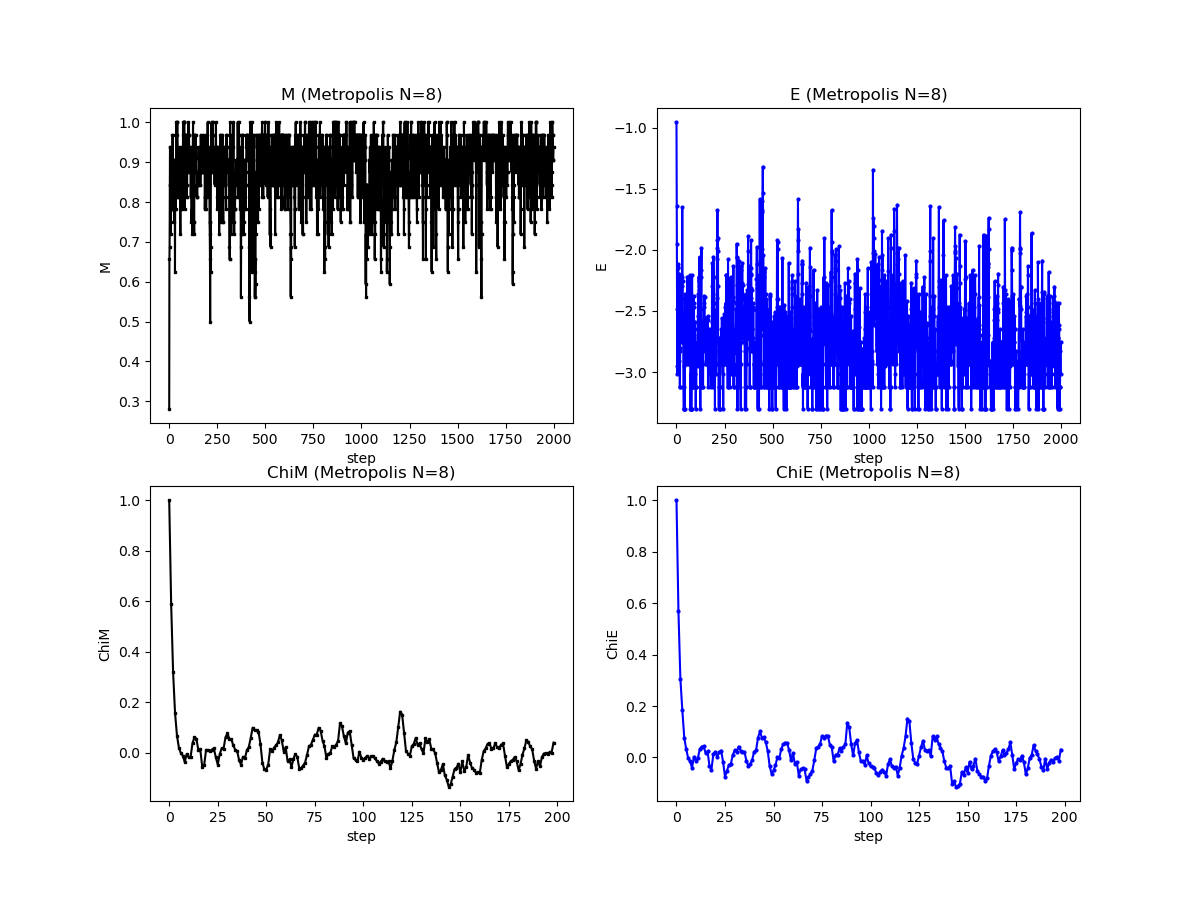 M (Metropolis N=8)
1.0
0.9
0.8
0.7
0.6
0.5
0.4
0.3
M
0 250 500 750 1000 1250 1500 1750 2000
step
E (Metropolis N=8)
−1.0
−1.5
−2.0
−2.5
−3.0
E
0 250 500 750 1000 1250 1500 1750 2000
step
ChiM (Metropolis N=8)
1.0
0.8
0.6
0.4
0.2
0.0
ChiM
0 25 50 75 100 125 150 175 200
step
ChiE (Metropolis N=8)
1.0
0.8
0.6
0.4
0.2
0.0
ChiE
0 25 50 75 100 125 150 175 200
step